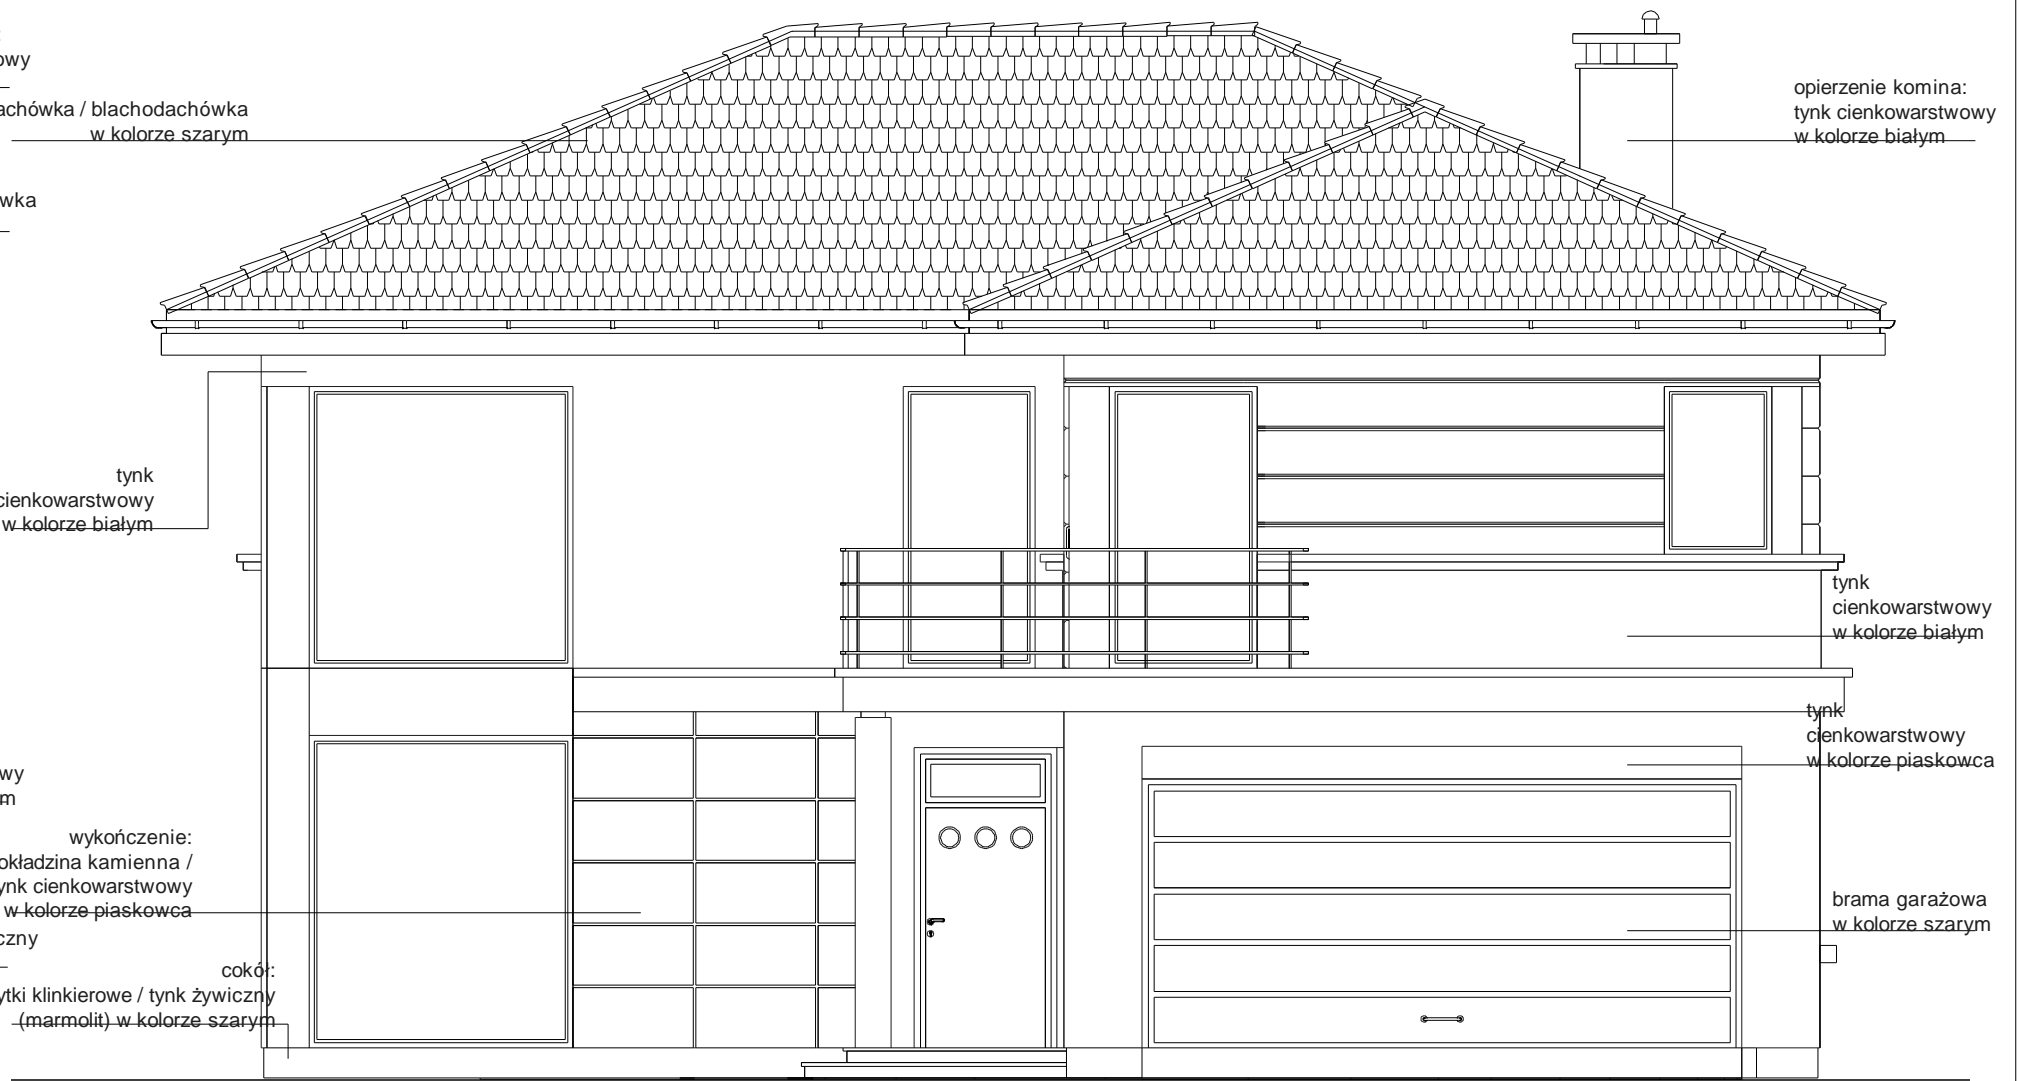 achówka / blachodachówka
w kolorze szarym
opierzenie komina:
tynk cienkowarstwowy
w kolorze białym
wka
tynk
cienkowarstwowy
w kolorze białym
tynk
cienkowarstwowy
w kolorze białym
tynk
cienkowarstwowy
w kolorze piaskowca
wy
m
wykończenie:
okładzina kamienna /
ynk cienkowarstwowy
w kolorze piaskowca
czny
brama garażowa
w kolorze szarym
cokół:
ytki klinkierowe / tynk żywiczny
(marmolit) w kolorze szarym